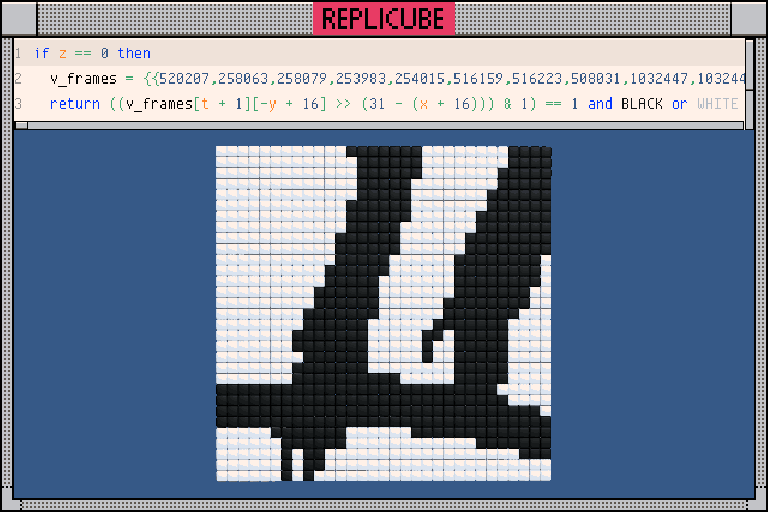 REPLICUBE
1 if z == 0 then
2 v_frames = {{520207,258063,258079,253983,254015,516159,516223,508031,1032447,103244
3 return ((v_frames[t + 1][-y + 16] >> (31 - (x + 16))) & 1) == 1 and BLACK or WHITE